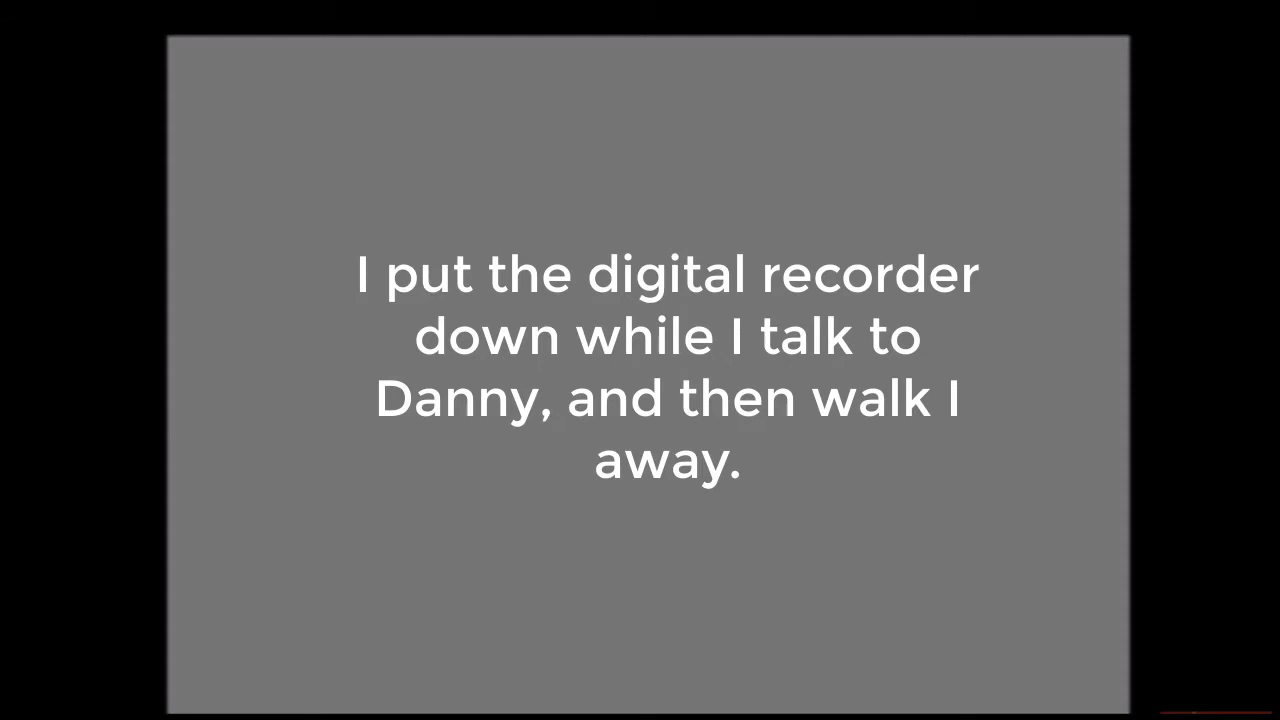 I put the digital recorder
down while I talk to
Danny, and then walk I
away.